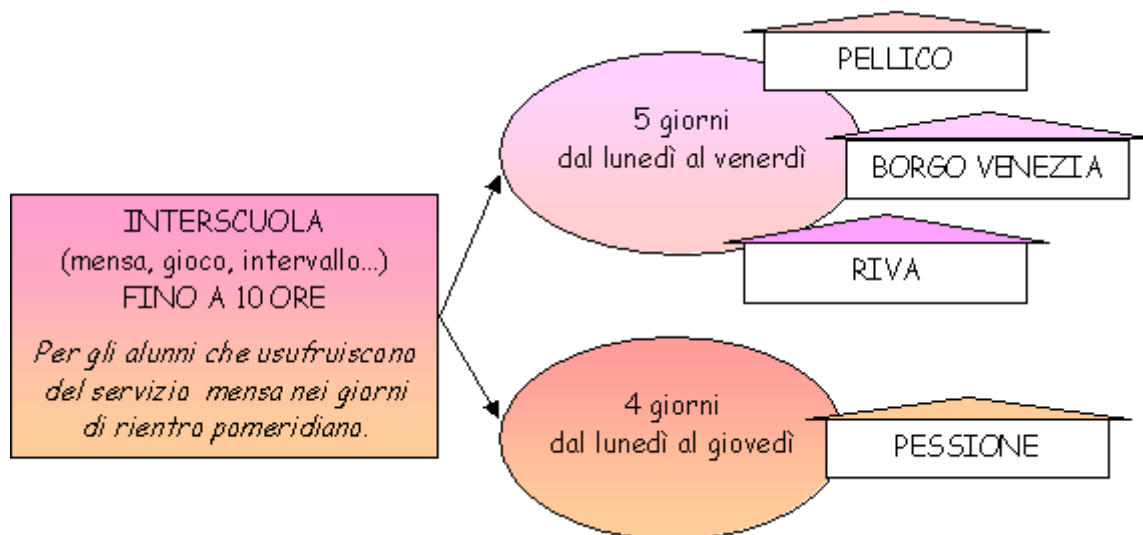 INTERSCUOLA
(mensa, gioco, intervallo...)
FINO A 10 ORE
Per gli alunni che usufruiscono
del servizio mensa nei giorni
di rientro pomeridiano.
5 giorni
dal lunedì al venerdì
PELLICO
BORGO VENEZIA
RIVA
4 giorni
dal lunedì al giovedì
PESSIONE